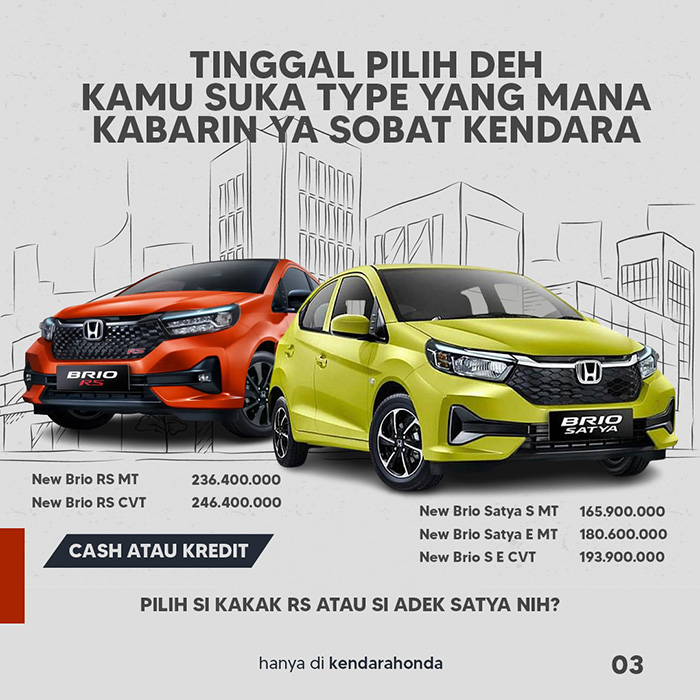 TINGGAL PILIH DEH
KAMU SUKA TYPE YANG MANA
KABARIN YA SOBAT KENDARA
RS
BRIO
RS
BRIO
SATYA
New Brio RS MT 236.400.000
New Brio RS CVT 246.400.000
New Brio Satya S MT 165.900.000
New Brio Satya E MT 180.600.000
New Brio S E CVT 193.900.000
CASH ATAU KREDIT
PILIH SI KAKAK RS ATAU SI ADEK SATYA NIH?
hanya di kendarahonda
03